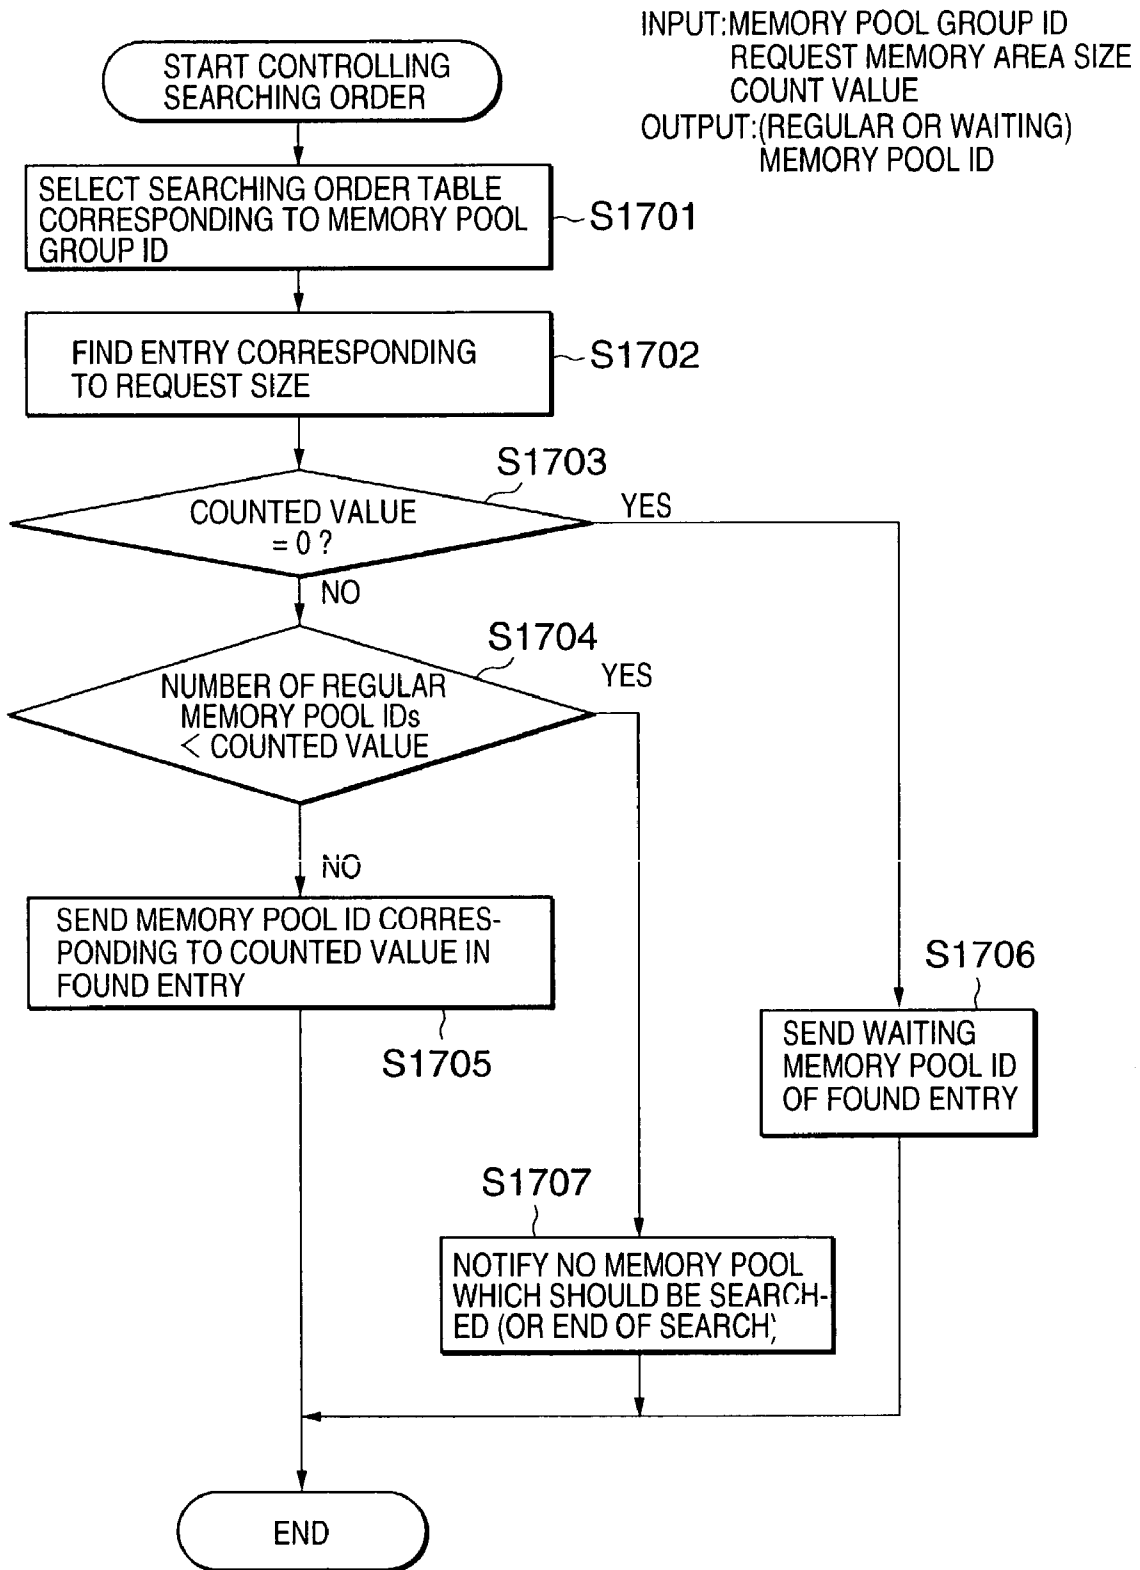 INPUT:MEMORY POOL GROUP ID
REQUEST MEMORY AREA SIZE
COUNT VALUE
OUTPUT:(REGULAR OR WAITING)
MEMORY POOL ID
START CONTROLLING
SEARCHING ORDER
SELECT SEARCHING ORDER TABLE
CORRESPONDING TO MEMORY POOL
GROUP ID
S1701
FIND ENTRY CORRESPONDING
TO REQUEST SIZE
S1702
S1703
COUNTED VALUE
= 0 ?
YES
NO
S1704
NUMBER OF REGULAR
MEMORY POOL IDs
< COUNTED VALUE
YES
NO
SEND MEMORY POOL ID CORRES-
PONDING TO COUNTED VALUE IN
FOUND ENTRY
S1705
S1706
SEND WAITING
MEMORY POOL ID
OF FOUND ENTRY
S1707
NOTIFY NO MEMORY POOL
WHICH SHOULD BE SEARCH-
ED (OR END OF SEARCH)
END